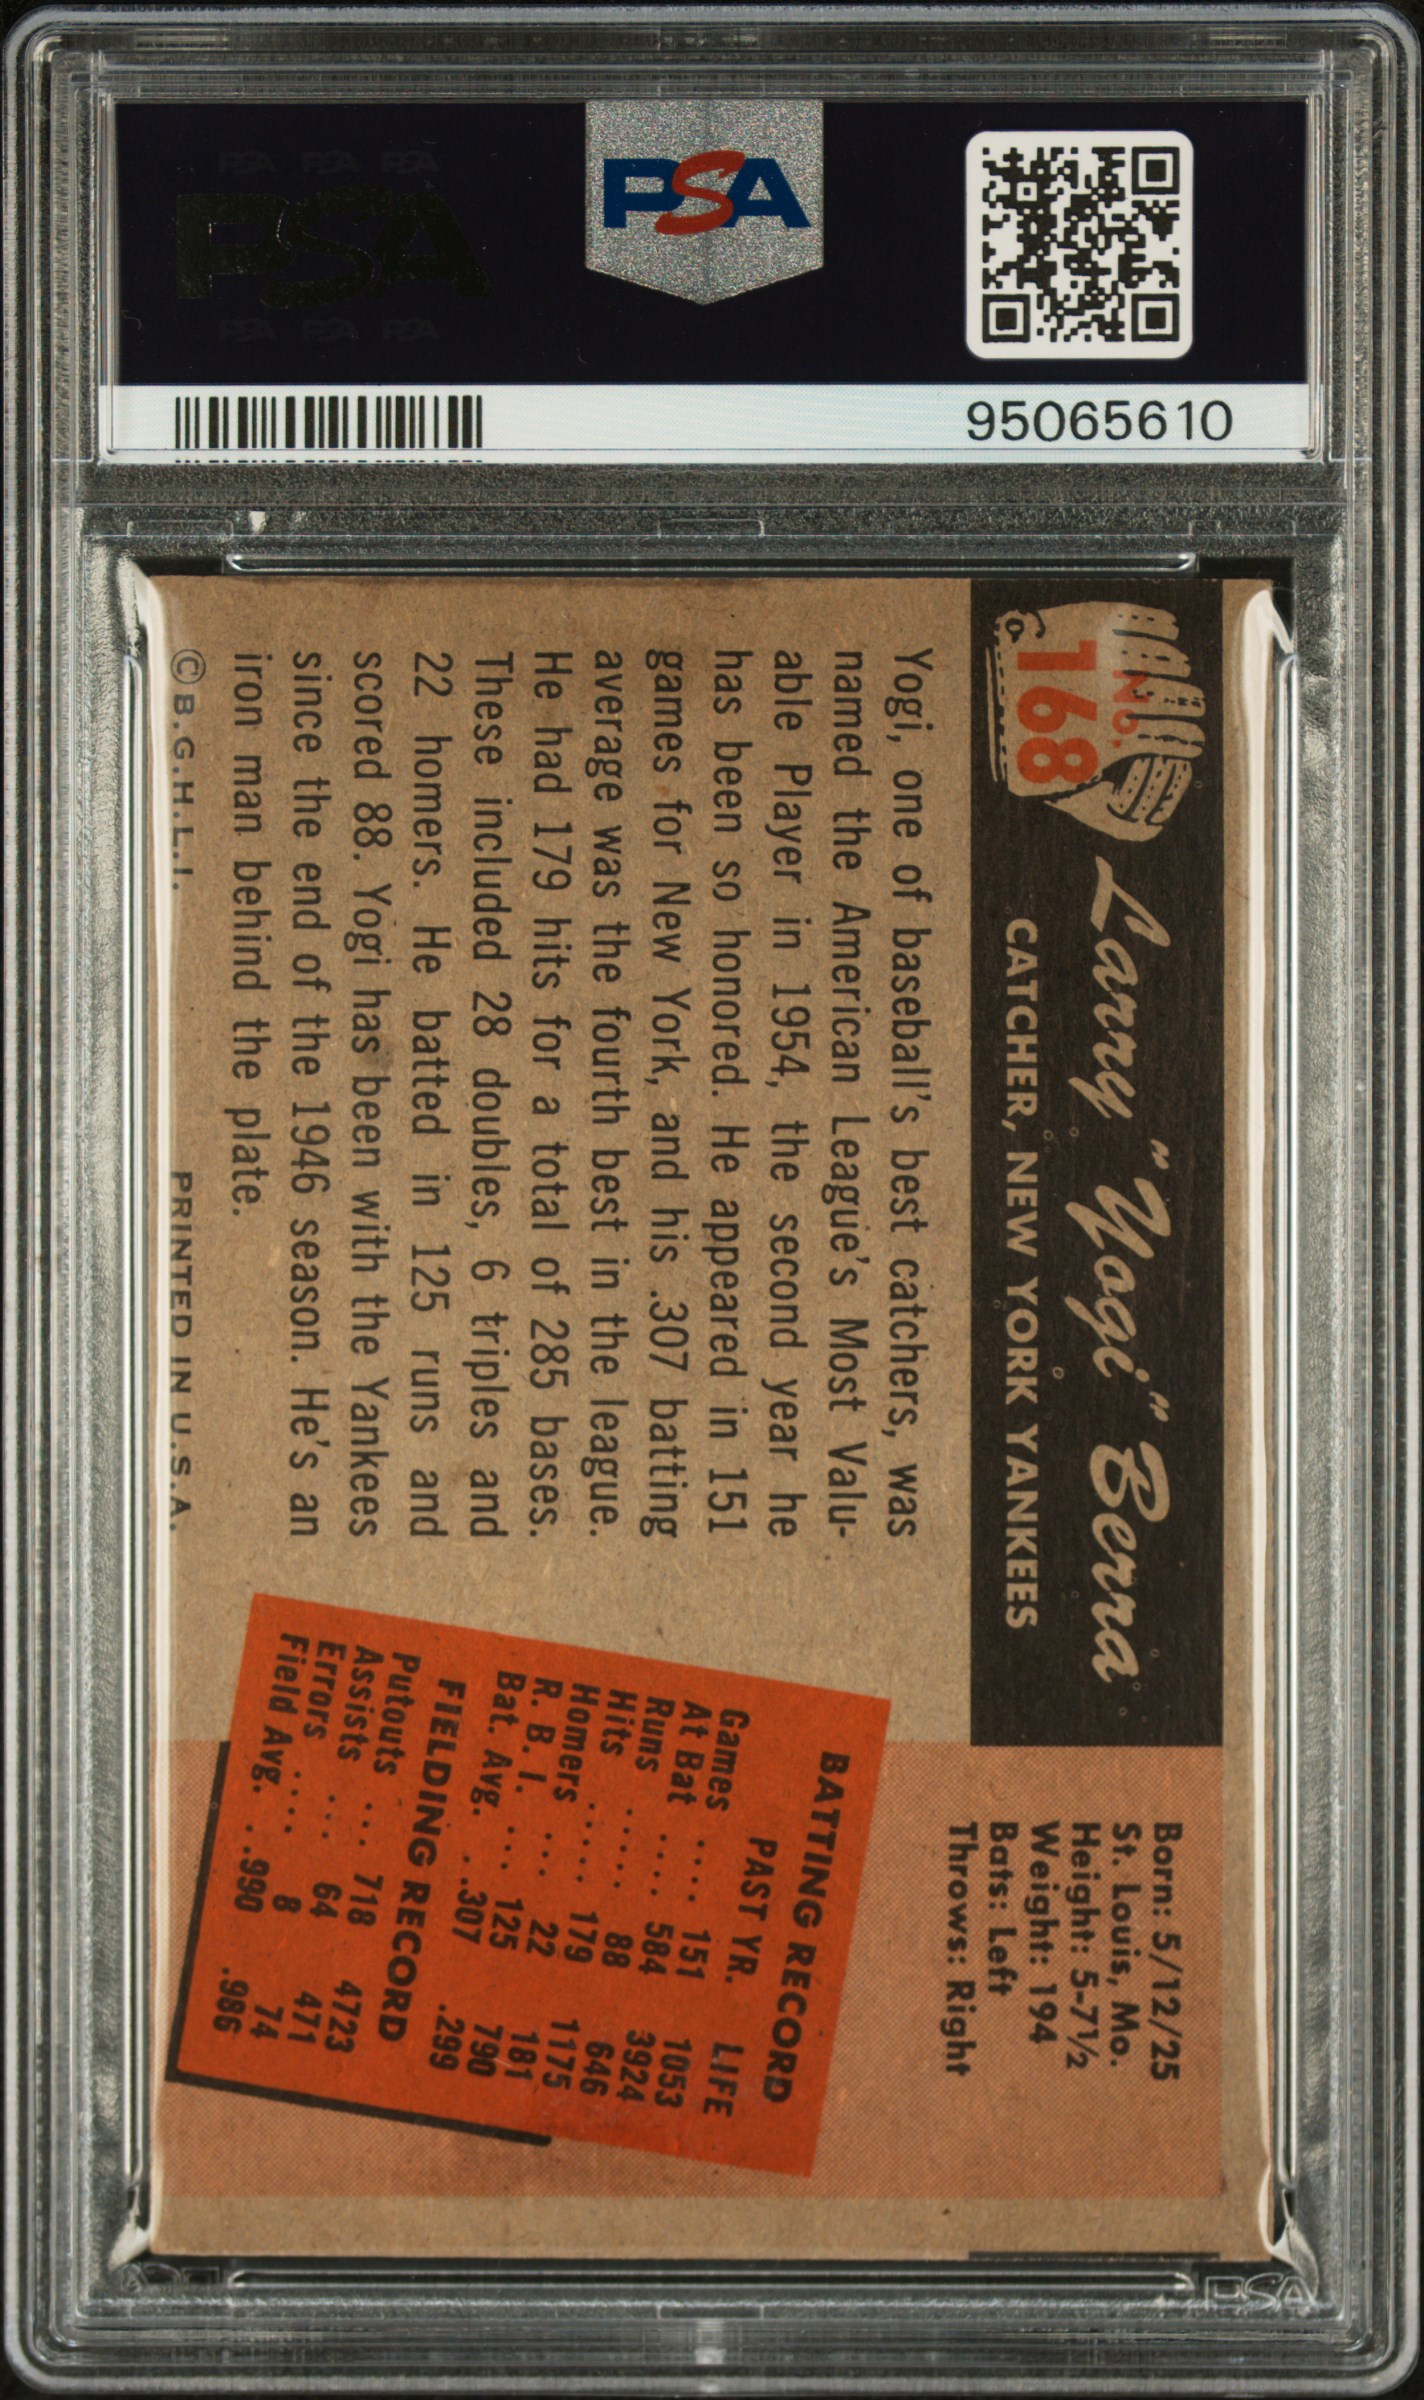 PSA PSA PSA
PSA
PSA PSA PSA
PSA
95065610
No.
168
Larry "Yogi" Berra
CATCHER, NEW YORK YANKEES
Born: 5/12/25
St. Louis, Mo.
Height: 5-7½
Weight: 194
Bats: Left
Throws: Right
Yogi, one of baseball's best catchers, was
named the American League's Most Valu-
able Player in 1954, the second year he
has been so honored. He appeared in 151
games for New York, and his .307 batting
average was the fourth best in the league.
He had 179 hits for a total of 285 bases.
These included 28 doubles, 6 triples and
22 homers. He batted in 125 runs and
scored 88. Yogi has been with the Yankees
since the end of the 1946 season. He's an
iron man behind the plate.
BATTING RECORD
PAST YR. LIFE
Games .... 151 1053
At Bat .... 584 3924
Runs ..... 88 646
Hits ..... 179 1175
Homers ... 22 181
R. B. I. ... 125 790
Bat. Avg. . .307 .299
FIELDING RECORD
Putouts ... 718 4723
Assists ... 64 471
Errors .... 8 74
Field Avg. . .990 .986
© B.G.H.L.I. PRINTED IN U.S.A.
PSA